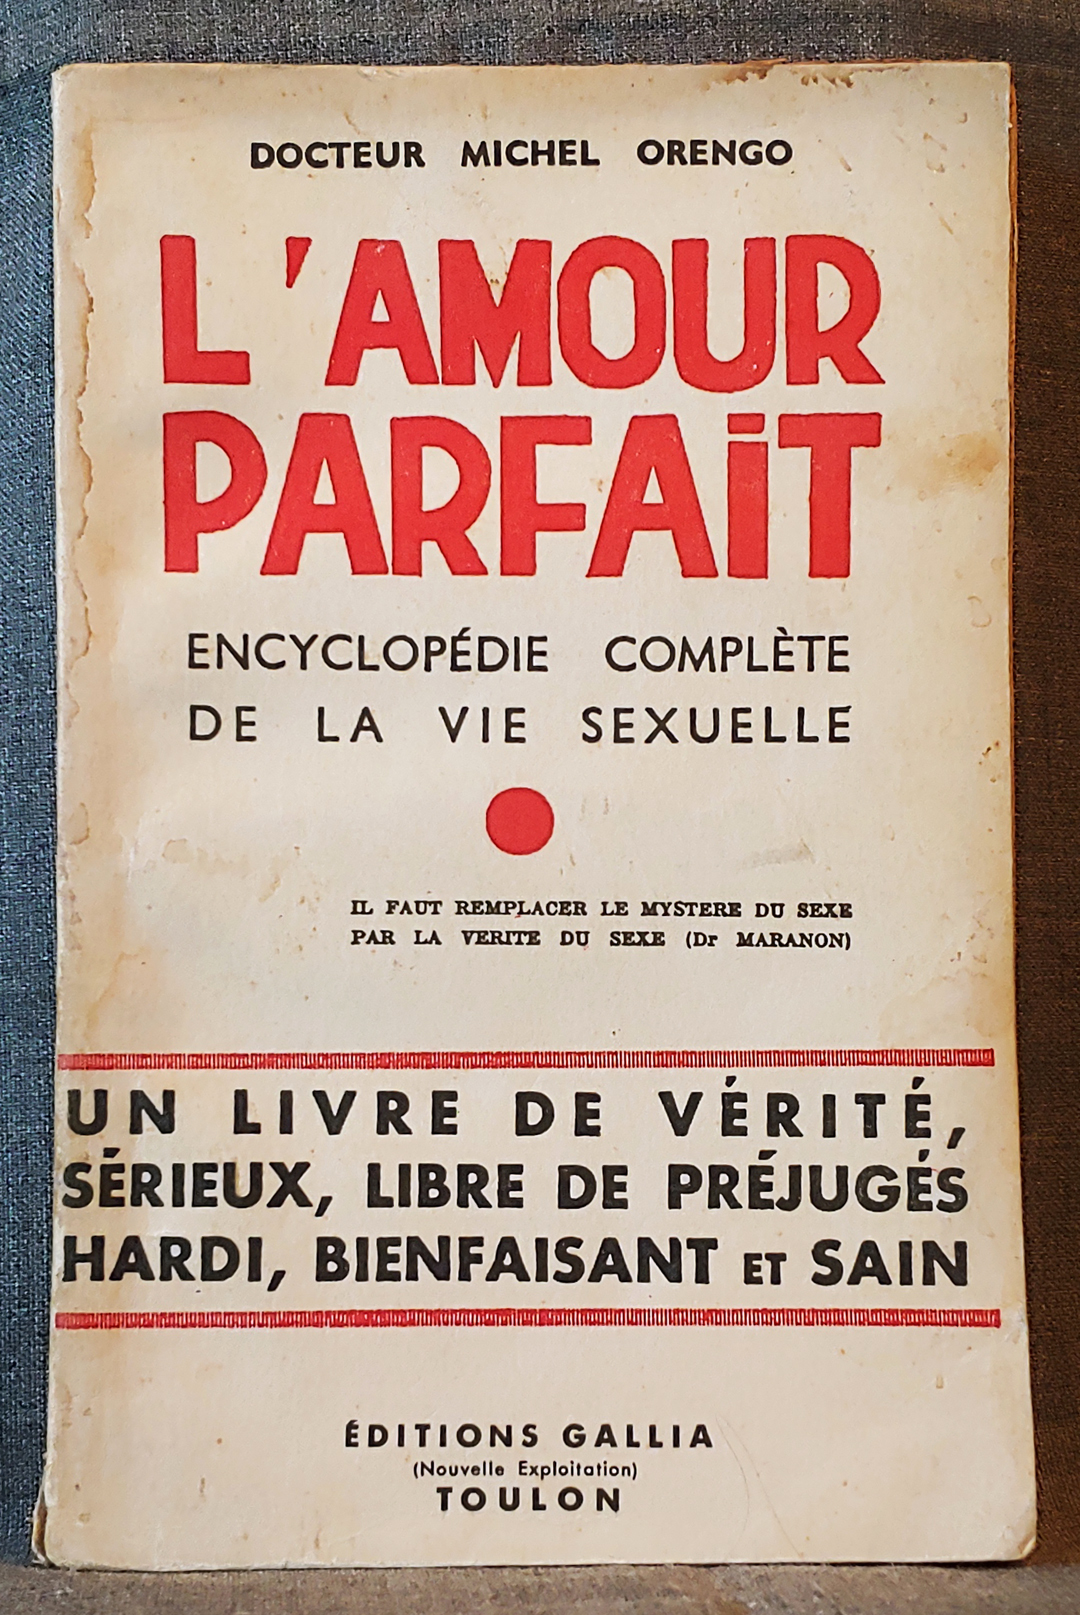 DOCTEUR MICHEL ORENGO
L'AMOUR
PARFAiT
ENCYCLOPÉDIE COMPLÈTE
DE LA VIE SEXUELLE
IL FAUT REMPLACER LE MYSTERE DU SEXE
PAR LA VERITE DU SEXE (Dr MARANON)
UN LIVRE DE VÉRITÉ,
SÉRIEUX, LIBRE DE PRÉJUGÉS
HARDI, BIENFAISANT ET SAIN
ÉDITIONS GALLIA
(Nouvelle Exploitation)
TOULON